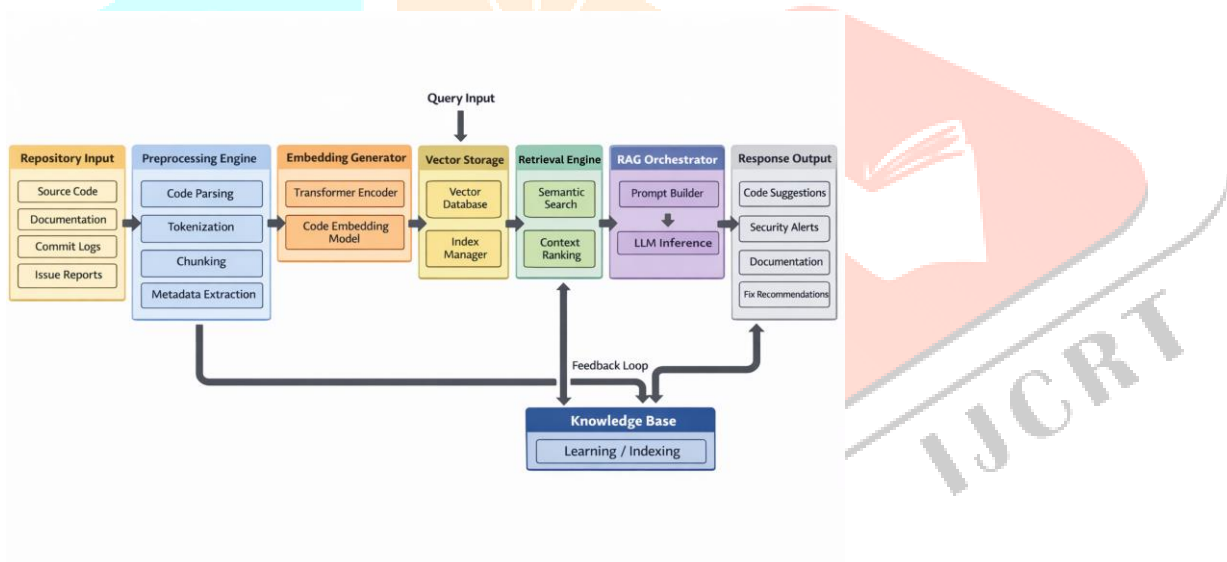 Query Input
Repository Input
Source Code
Documentation
Commit Logs
Issue Reports
Preprocessing Engine
Code Parsing
Tokenization
Chunking
Metadata Extraction
Embedding Generator
Transformer Encoder
Code Embedding
Model
Vector Storage
Vector
Database
Index
Manager
Retrieval Engine
Semantic
Search
Context
Ranking
RAG Orchestrator
Prompt Builder
LLM Inference
Response Output
Code Suggestions
Security Alerts
Documentation
Fix Recommendations
Feedback Loop
Knowledge Base
Learning / Indexing
IJCRT